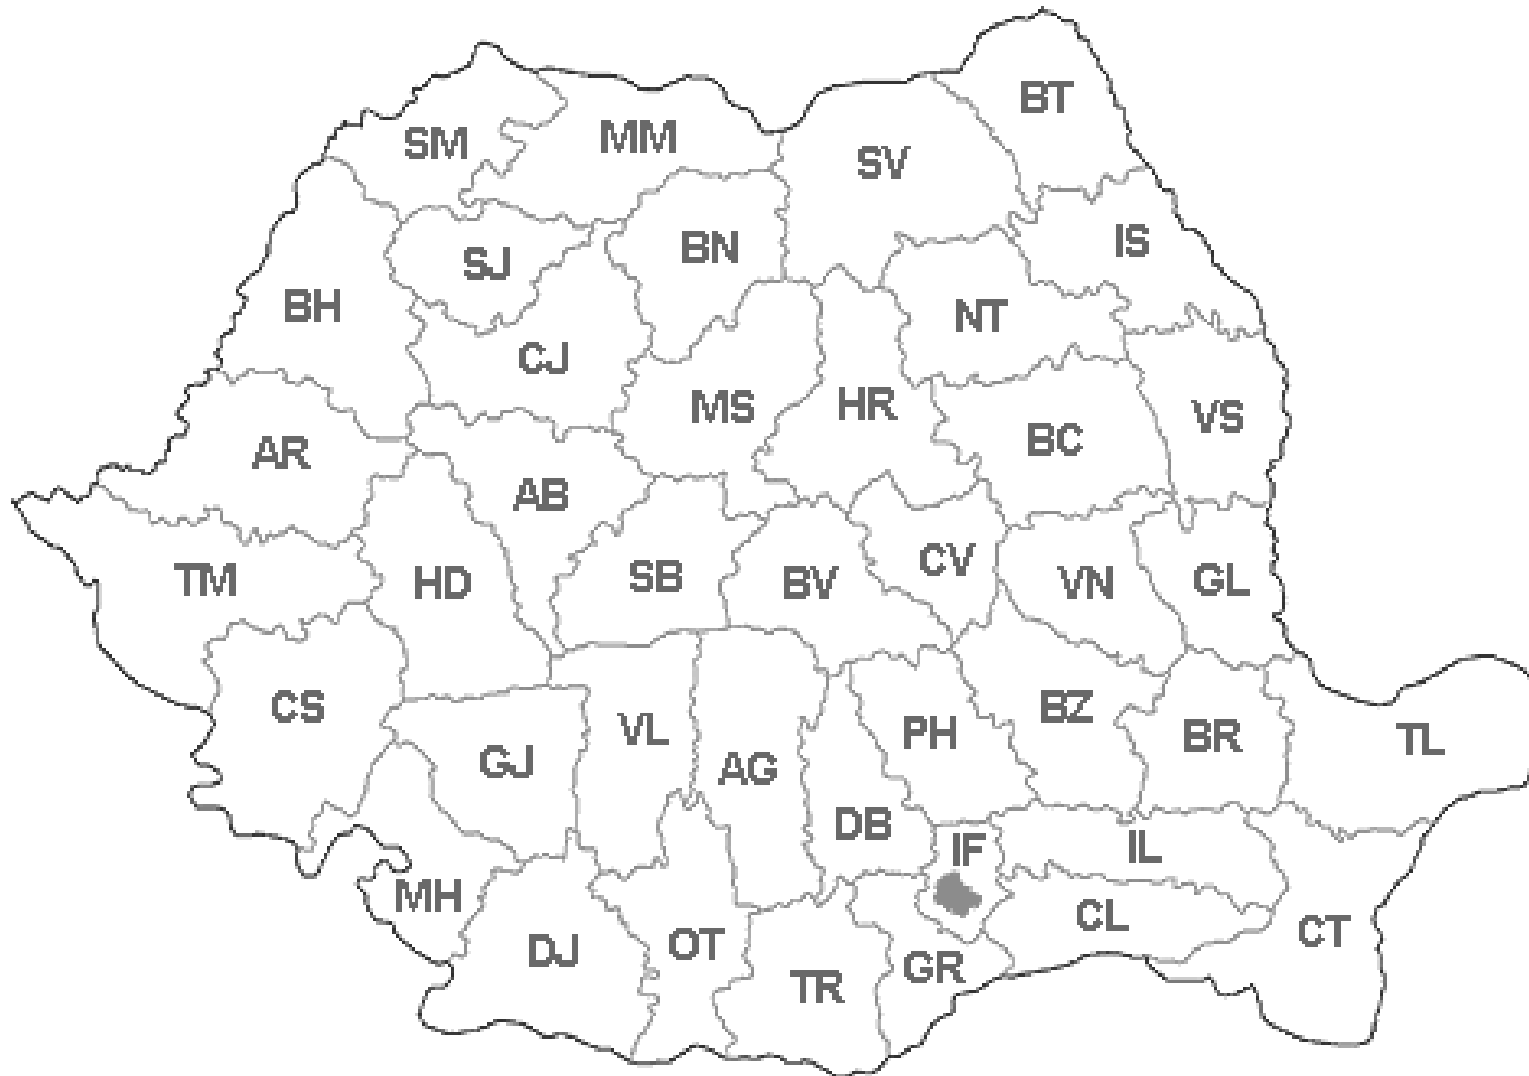 BT
SM
MM
SV
IS
SJ
BN
BH
NT
CJ
MS
HR
VS
BC
AR
AB
TM
HD
SB
BV
CV
VN
GL
CS
VL
GJ
AG
PH
BZ
BR
TL
DB
IF
IL
MH
DJ
OT
TR
GR
CL
CT